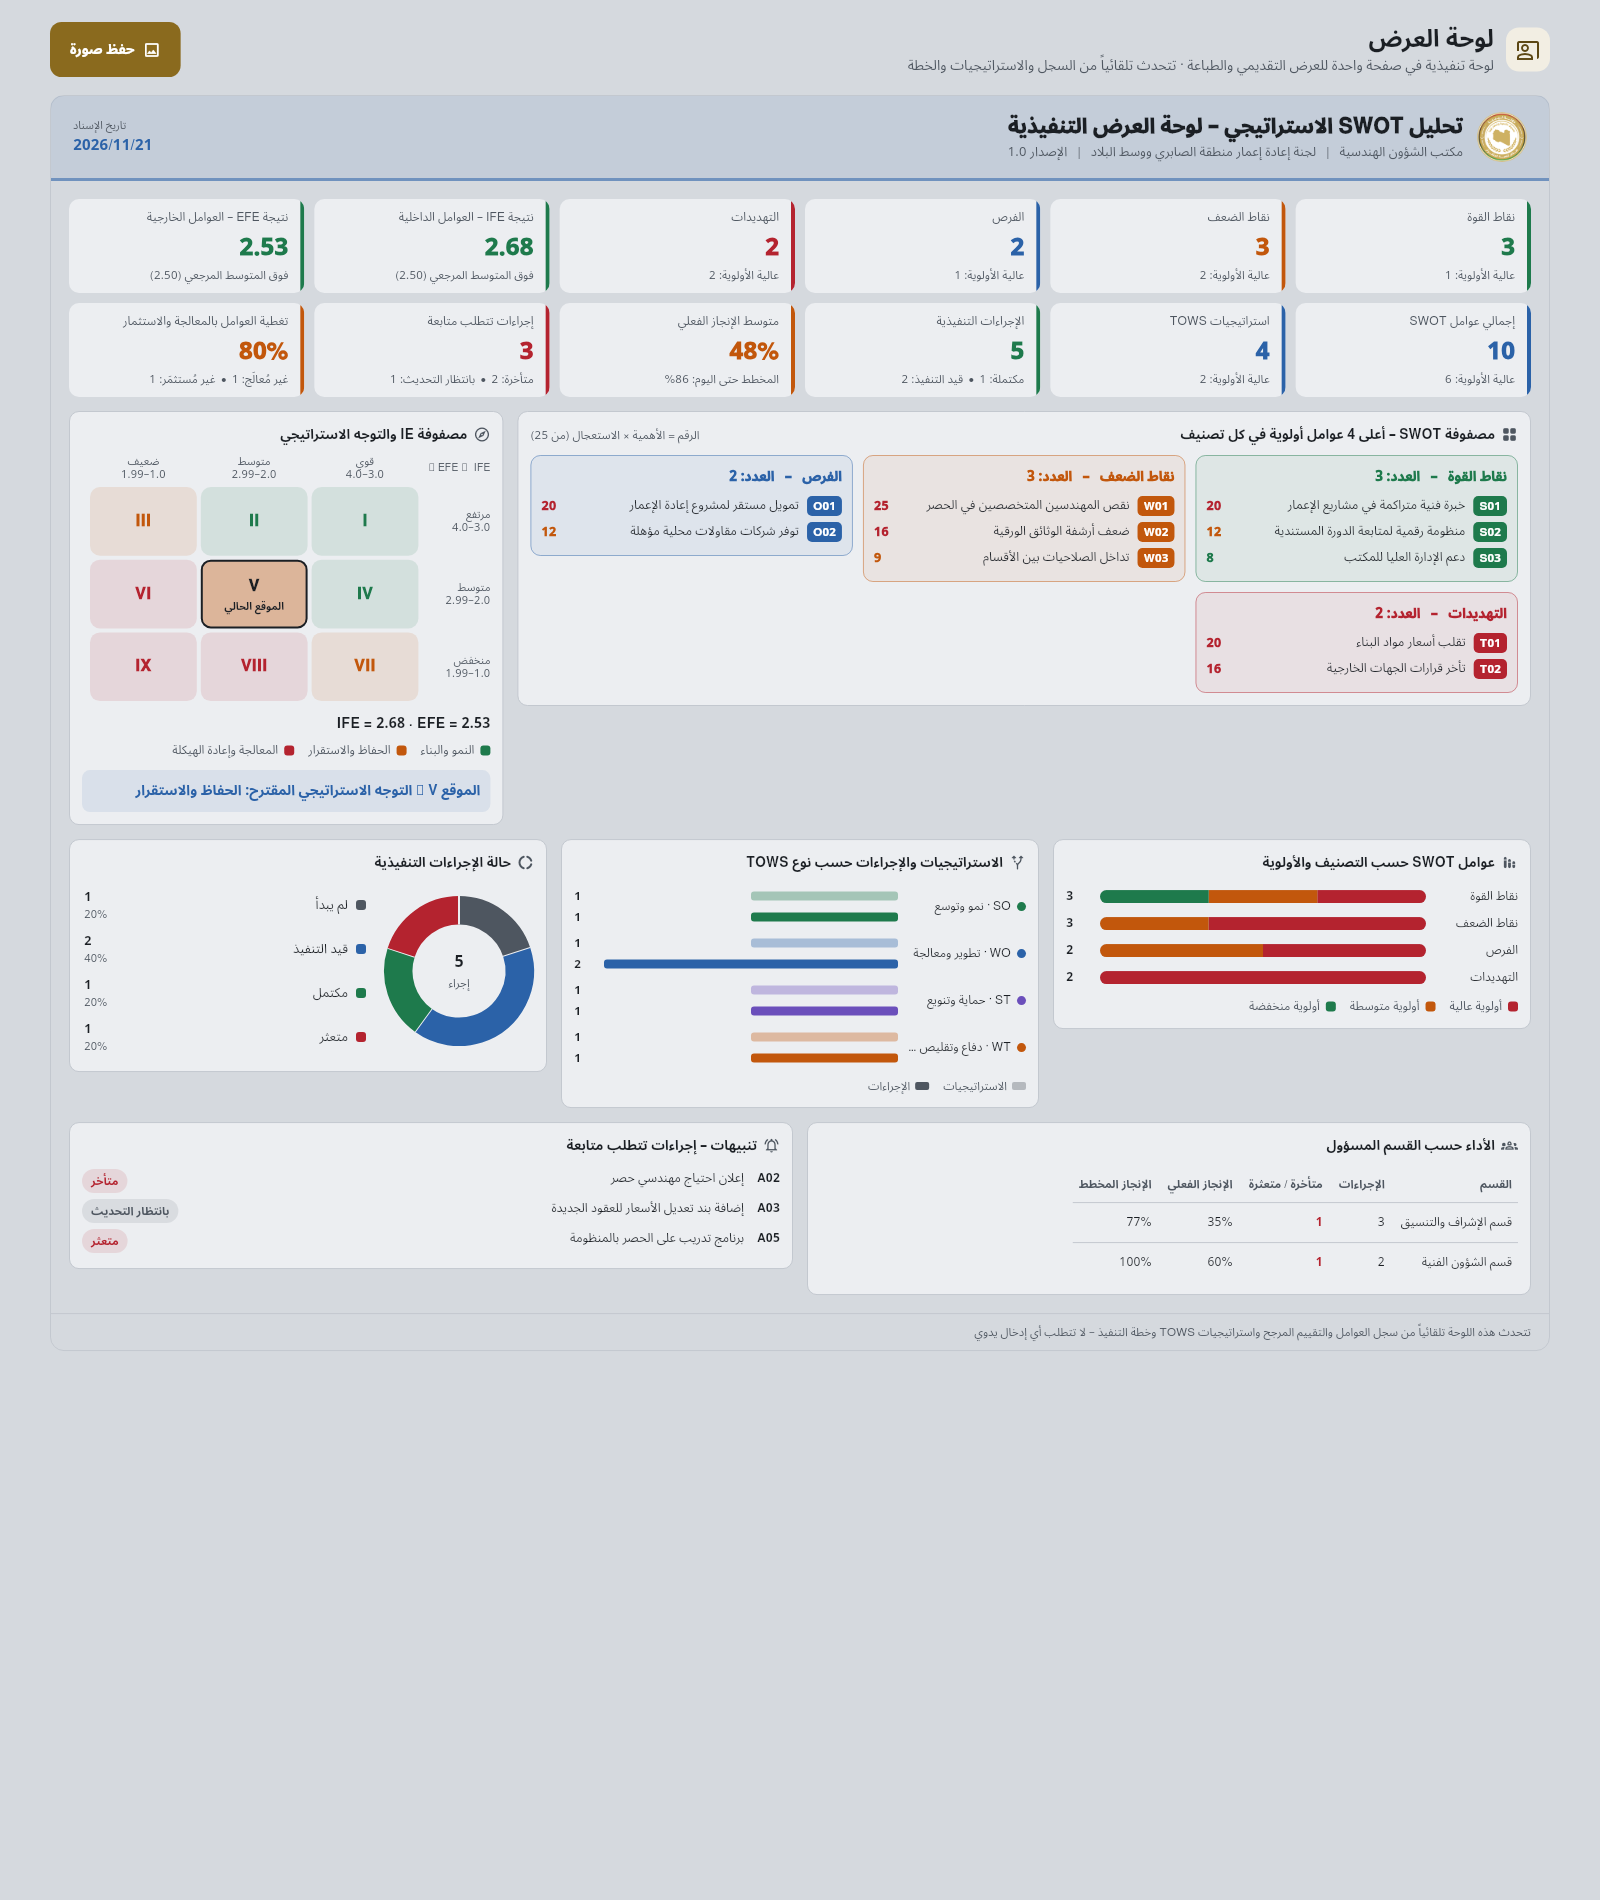 لوحة العرض
لوحة تنفيذية في صفحة واحدة للعرض التقديمي والطباعة · تتحدث تلقائياً من السجل والاستراتيجيات والخطة
حفظ صورة
تحليل SWOT الاستراتيجي – لوحة العرض التنفيذية
مكتب الشؤون الهندسية | لجنة إعادة إعمار منطقة الصابري ووسط البلاد | الإصدار 1.0
تاريخ الإسناد
2026/11/21
نقاط القوة
3
عالية الأولوية: 1
نقاط الضعف
3
عالية الأولوية: 2
الفرص
2
عالية الأولوية: 1
التهديدات
2
عالية الأولوية: 2
نتيجة IFE – العوامل الداخلية
2.68
فوق المتوسط المرجعي (2.50)
نتيجة EFE – العوامل الخارجية
2.53
فوق المتوسط المرجعي (2.50)
إجمالي عوامل SWOT
10
عالية الأولوية: 6
استراتيجيات TOWS
4
عالية الأولوية: 2
الإجراءات التنفيذية
5
مكتملة: 1 • قيد التنفيذ: 2
متوسط الإنجاز الفعلي
48%
المخطط حتى اليوم: 86%
إجراءات تتطلب متابعة
3
متأخرة: 2 • بانتظار التحديث: 1
تغطية العوامل بالمعالجة والاستثمار
80%
غير مُعالَج: 1 • غير مُستثمَر: 1
مصفوفة SWOT – أعلى 4 عوامل أولوية في كل تصنيف
الرقم = الأهمية × الاستعجال (من 25)
نقاط القوة – العدد: 3
S01 خبرة فنية متراكمة في مشاريع الإعمار 20
S02 منظومة رقمية لمتابعة الدورة المستندية 12
S03 دعم الإدارة العليا للمكتب 8
نقاط الضعف – العدد: 3
W01 نقص المهندسين المتخصصين في الحصر 25
W02 ضعف أرشفة الوثائق الورقية 16
W03 تداخل الصلاحيات بين الأقسام 9
الفرص – العدد: 2
O01 تمويل مستقر لمشروع إعادة الإعمار 20
O02 توفر شركات مقاولات محلية مؤهلة 12
التهديدات – العدد: 2
T01 تقلب أسعار مواد البناء 20
T02 تأخر قرارات الجهات الخارجية 16
مصفوفة IE والتوجه الاستراتيجي
IFE EFE
قوي
4.0–3.0
متوسط
2.99–2.0
ضعيف
1.99–1.0
مرتفع
4.0–3.0
I II III
متوسط
2.99–2.0
IV V VI
الموقع الحالي
منخفض
1.99–1.0
VII VIII IX
IFE = 2.68 · EFE = 2.53
النمو والبناء الحفاظ والاستقرار المعالجة وإعادة الهيكلة
الموقع V التوجه الاستراتيجي المقترح: الحفاظ والاستقرار
عوامل SWOT حسب التصنيف والأولوية
نقاط القوة 3
نقاط الضعف 3
الفرص 2
التهديدات 2
أولوية عالية أولوية متوسطة أولوية منخفضة
الاستراتيجيات والإجراءات حسب نوع TOWS
SO · نمو وتوسع
1
1
WO · تطوير ومعالجة
1
2
ST · حماية وتنويع
1
1
WT · دفاع وتقليص ...
1
1
الاستراتيجيات الإجراءات
حالة الإجراءات التنفيذية
5
إجراء
لم يبدأ 1
20%
قيد التنفيذ 2
40%
مكتمل 1
20%
متعثر 1
20%
الأداء حسب القسم المسؤول
القسم الإجراءات متأخرة / متعثرة الإنجاز الفعلي الإنجاز المخطط
قسم الإشراف والتنسيق 3 1 35% 77%
قسم الشؤون الفنية 2 1 60% 100%
تنبيهات – إجراءات تتطلب متابعة
A02 إعلان احتياج مهندسي حصر متأخر
A03 إضافة بند تعديل الأسعار للعقود الجديدة بانتظار التحديث
A05 برنامج تدريب على الحصر بالمنظومة متعثر
تتحدث هذه اللوحة تلقائياً من سجل العوامل والتقييم المرجح واستراتيجيات TOWS وخطة التنفيذ – لا تتطلب أي إدخال يدوي